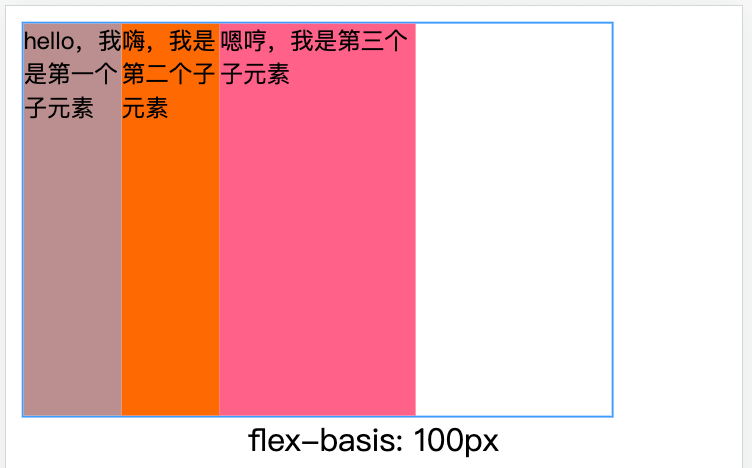 hello，我
是第一个
子元素
嗨，我是
第二个子
元素
嗯哼，我是第三个
子元素
flex-basis: 100px